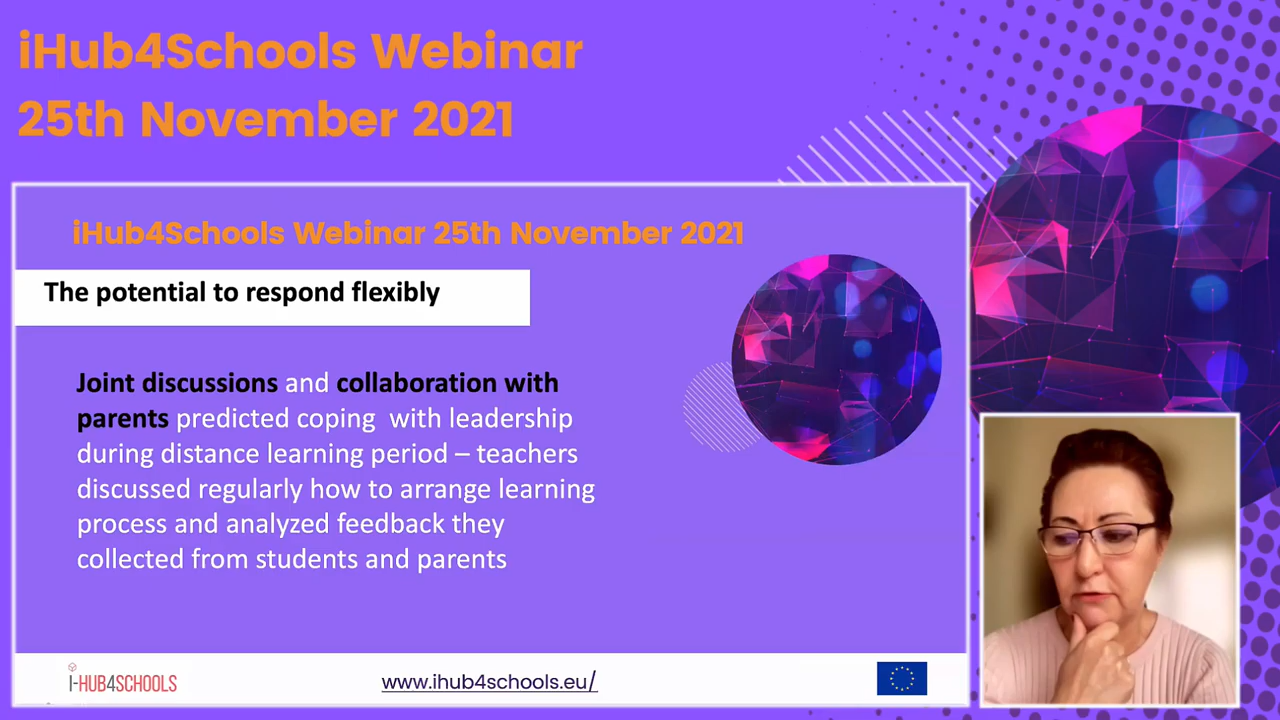 iHub4Schools Webinar
25th November 2021
iHub4Schools Webinar 25th November 2021
The potential to respond flexibly
Joint discussions and collaboration with
parents predicted coping with leadership
during distance learning period – teachers
discussed regularly how to arrange learning
process and analyzed feedback they
collected from students and parents
i-HUB4SCHOOLS
www.ihub4schools.eu/